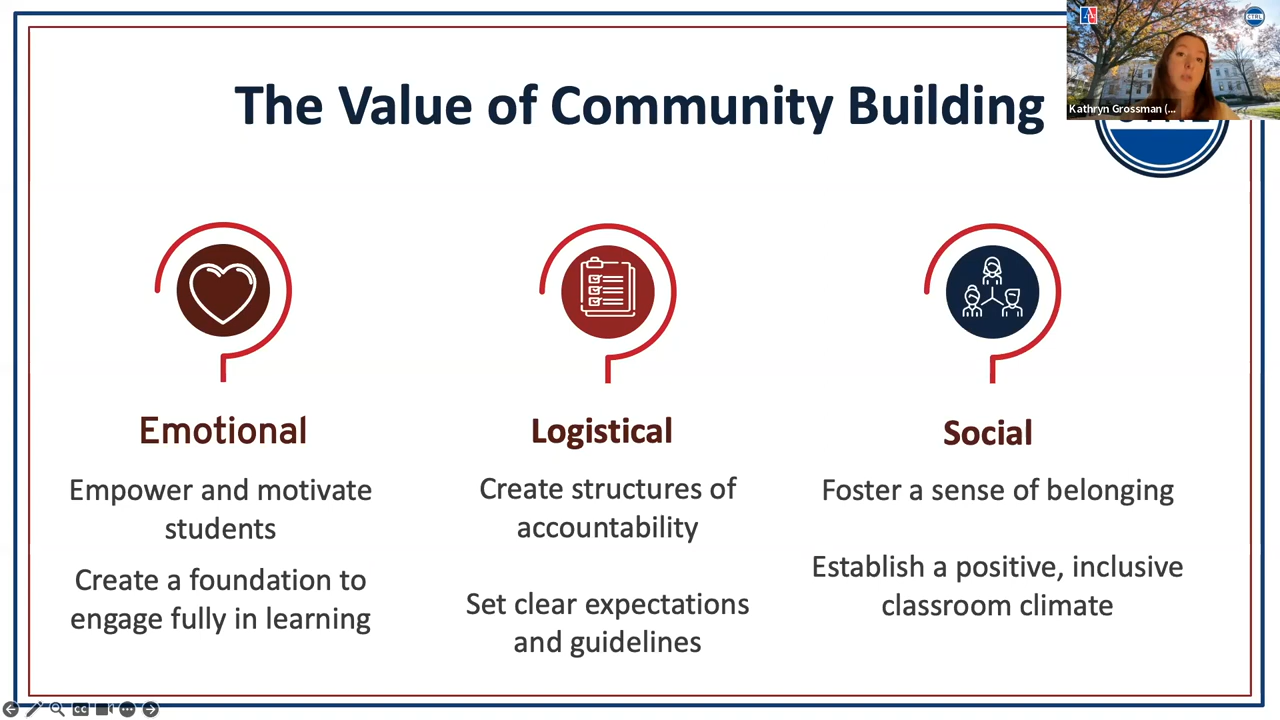 The Value of Community Building
CTRL
Kathryn Grossman (...
Emotional
Empower and motivate
students
Create a foundation to
engage fully in learning
Logistical
Create structures of
accountability
Set clear expectations
and guidelines
Social
Foster a sense of belonging
Establish a positive, inclusive
classroom climate
CC